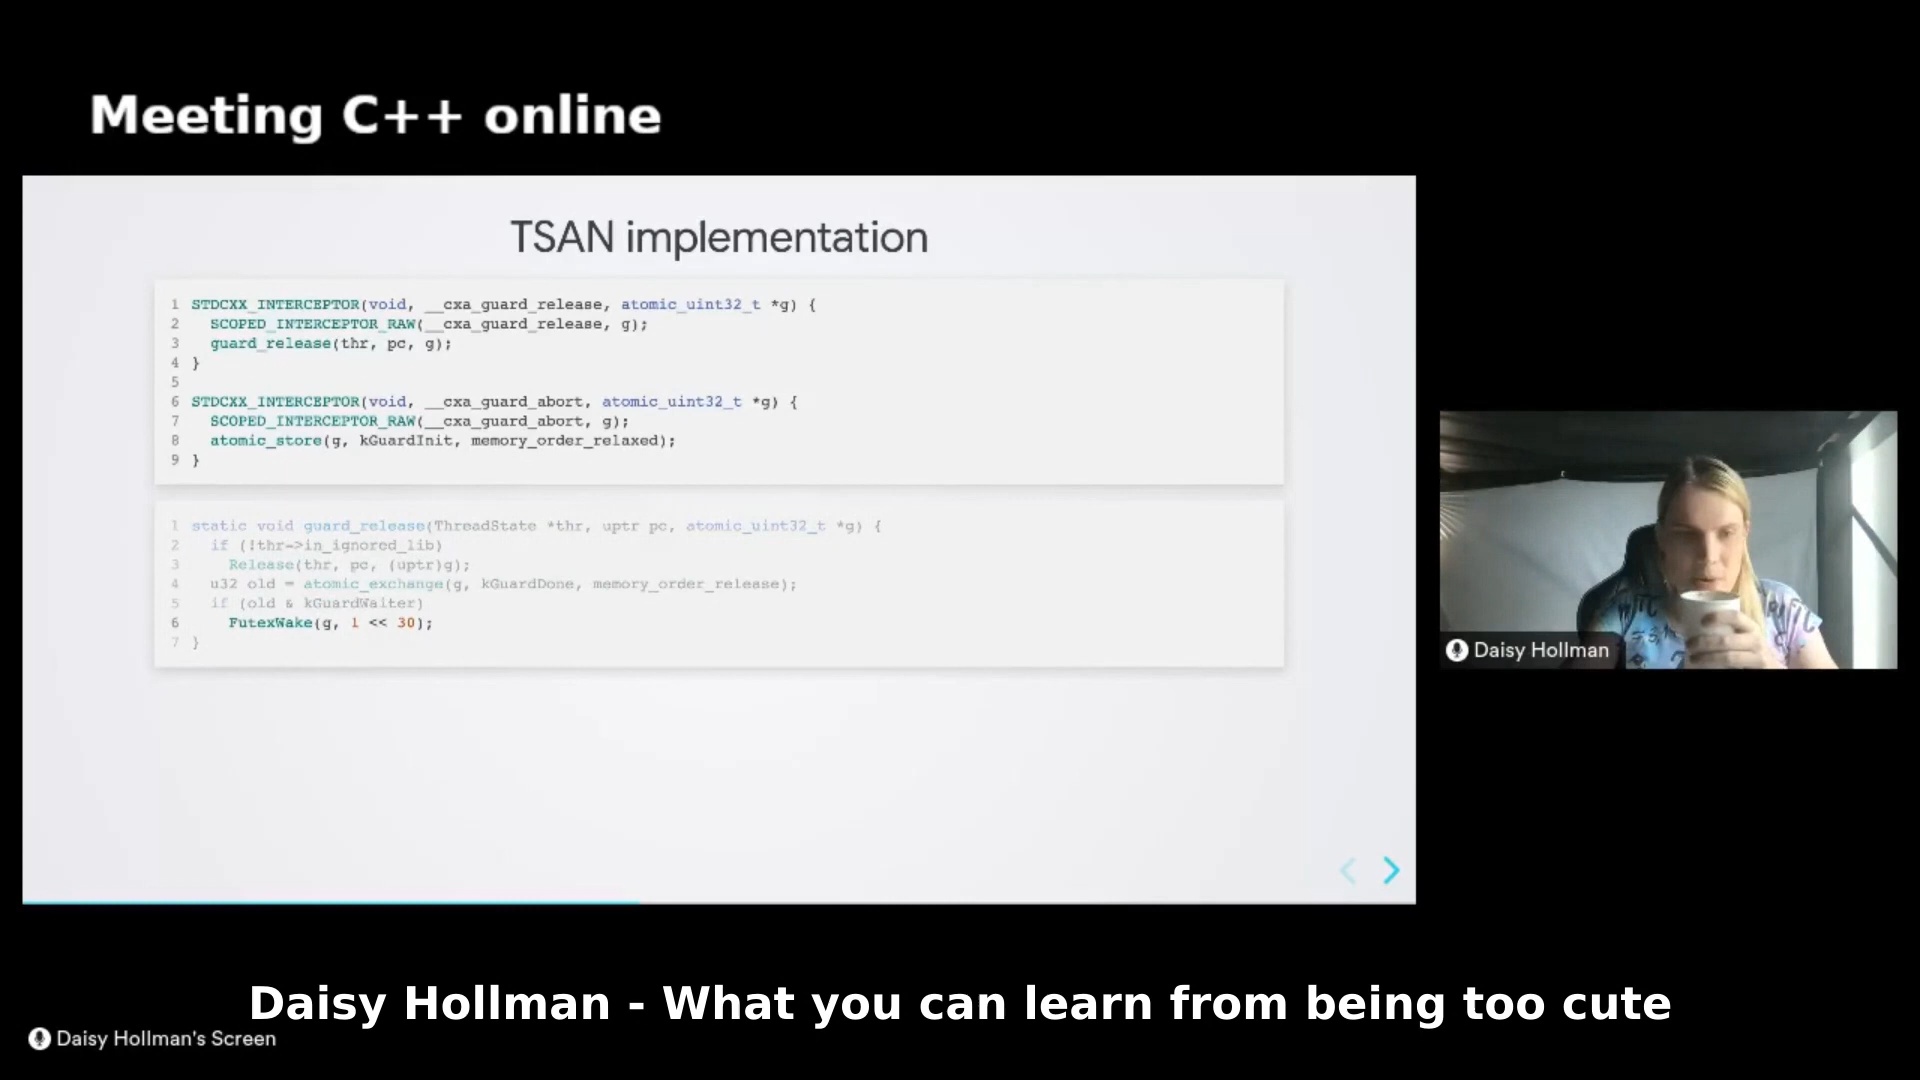 Meeting C++ online
TSAN implementation
1 STDCXX_INTERCEPTOR(void, __cxa_guard_release, atomic_uint32_t *g) {
2   SCOPED_INTERCEPTOR_RAW(__cxa_guard_release, g);
3   guard_release(thr, pc, g);
4 }
5
6 STDCXX_INTERCEPTOR(void, __cxa_guard_abort, atomic_uint32_t *g) {
7   SCOPED_INTERCEPTOR_RAW(__cxa_guard_abort, g);
8   atomic_store(g, kGuardInit, memory_order_relaxed);
9 }
1 static void guard_release(ThreadState *thr, uptr pc, atomic_uint32_t *g) {
2   if (!thr->in_ignored_lib)
3     Release(thr, pc, (uptr)g);
4   u32 old = atomic_exchange(g, kGuardDone, memory_order_release);
5   if (old & kGuardWaiter)
6     FutexWake(g, 1 << 30);
7 }
Daisy Hollman
Daisy Hollman - What you can learn from being too cute
Daisy Hollman's Screen